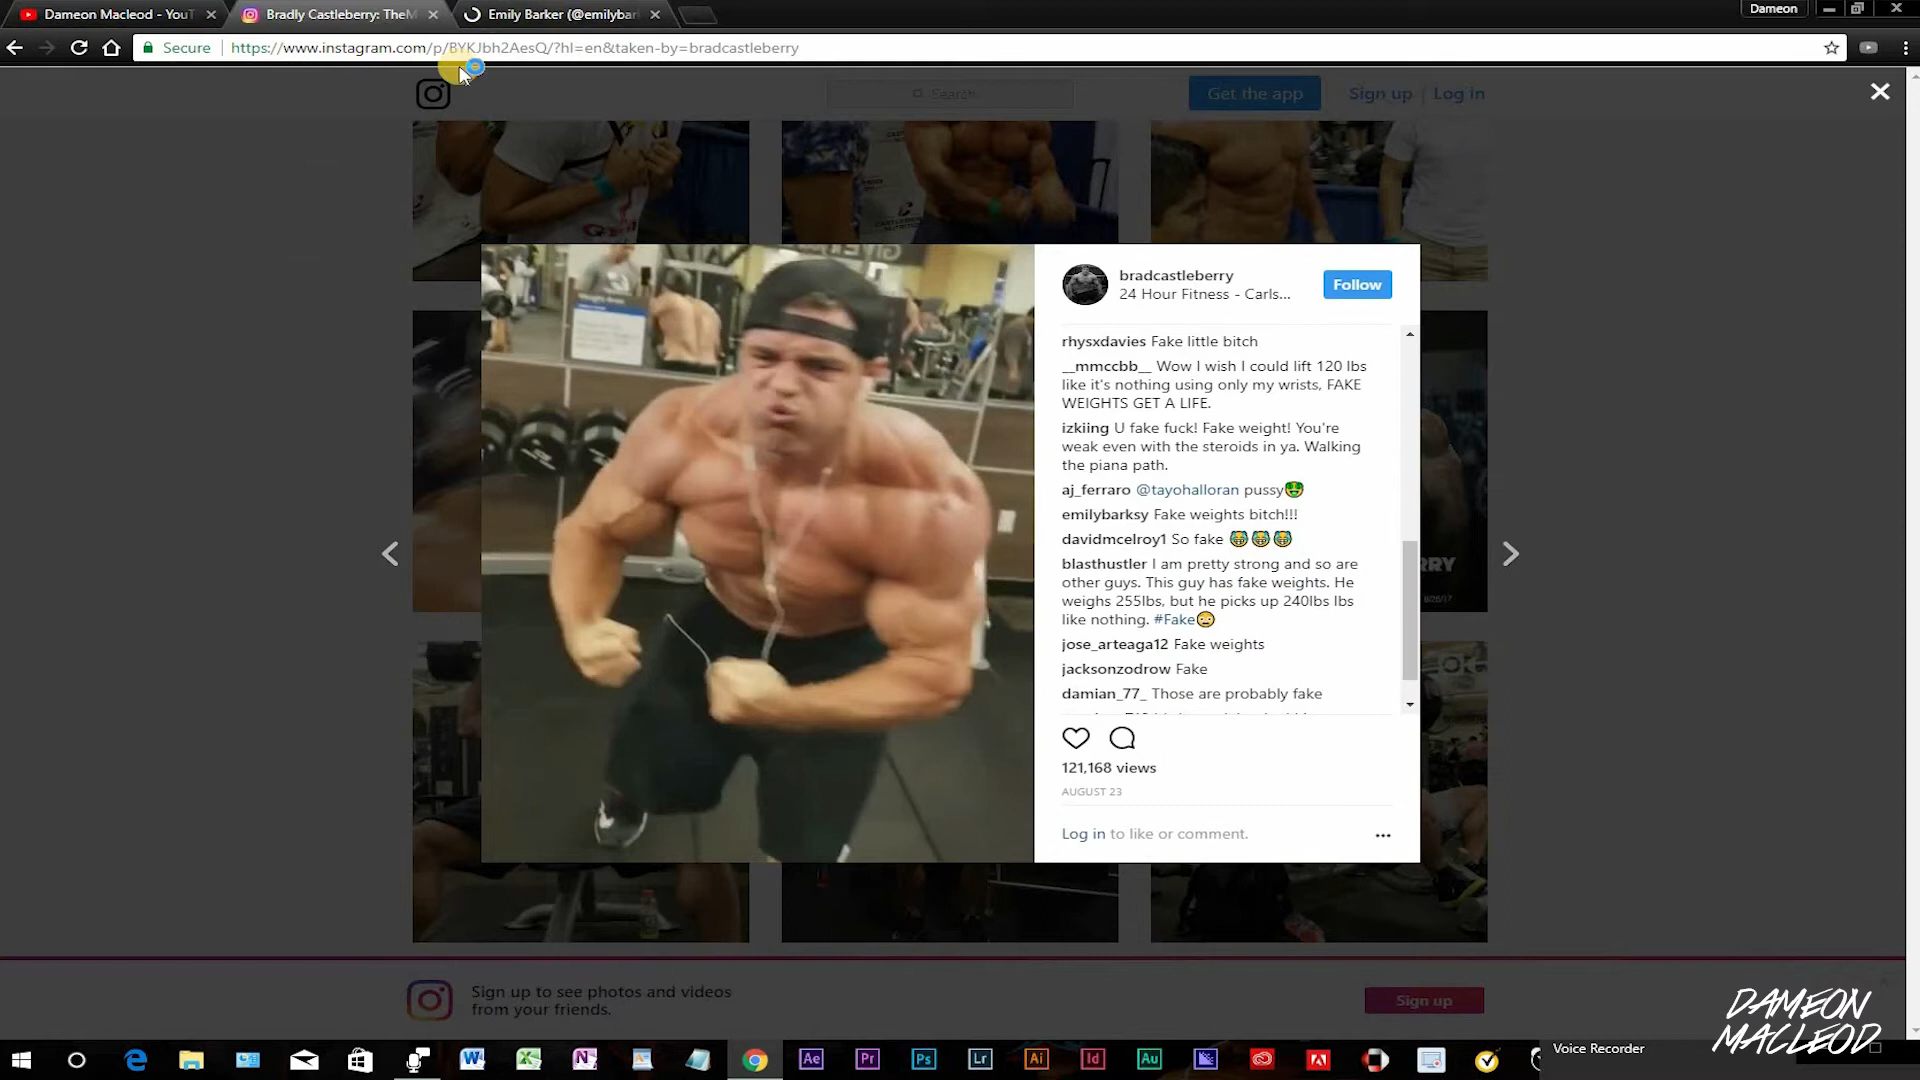 Dameon Macleod - YouT
Bradly Castleberry: TheM
Emily Barker (@emilybar
Dameon
Secure
https://www.instagram.com/p/BYKJbh2AesQ/?hl=en&taken-by=bradcastleberry
Search
Get the app
Sign up | Log in
bradcastleberry
24 Hour Fitness - Carls...
Follow
rhysxdavies Fake little bitch
__mmccbb__ Wow I wish I could lift 120 lbs
like it's nothing using only my wrists, FAKE
WEIGHTS GET A LIFE.
izkiing U fake fuck! Fake weight! You're
weak even with the steroids in ya. Walking
the piana path.
aj_ferraro @tayohalloran pussy🤑
emilybarksy Fake weights bitch!!!
davidmcelroy1 So fake 😹😹😹
blasthustler I am pretty strong and so are
other guys. This guy has fake weights. He
weighs 255lbs, but he picks up 240lbs lbs
like nothing. #Fake😳
jose_arteaga12 Fake weights
jacksonzodrow Fake
damian_77_ Those are probably fake
121,168 views
AUGUST 23
Log in to like or comment.
...
Sign up to see photos and videos
from your friends.
Sign up
DAMEON
MACLEOD
Ae
Pr
Ps
Lr
Ai
Id
Au
Voice Recorder